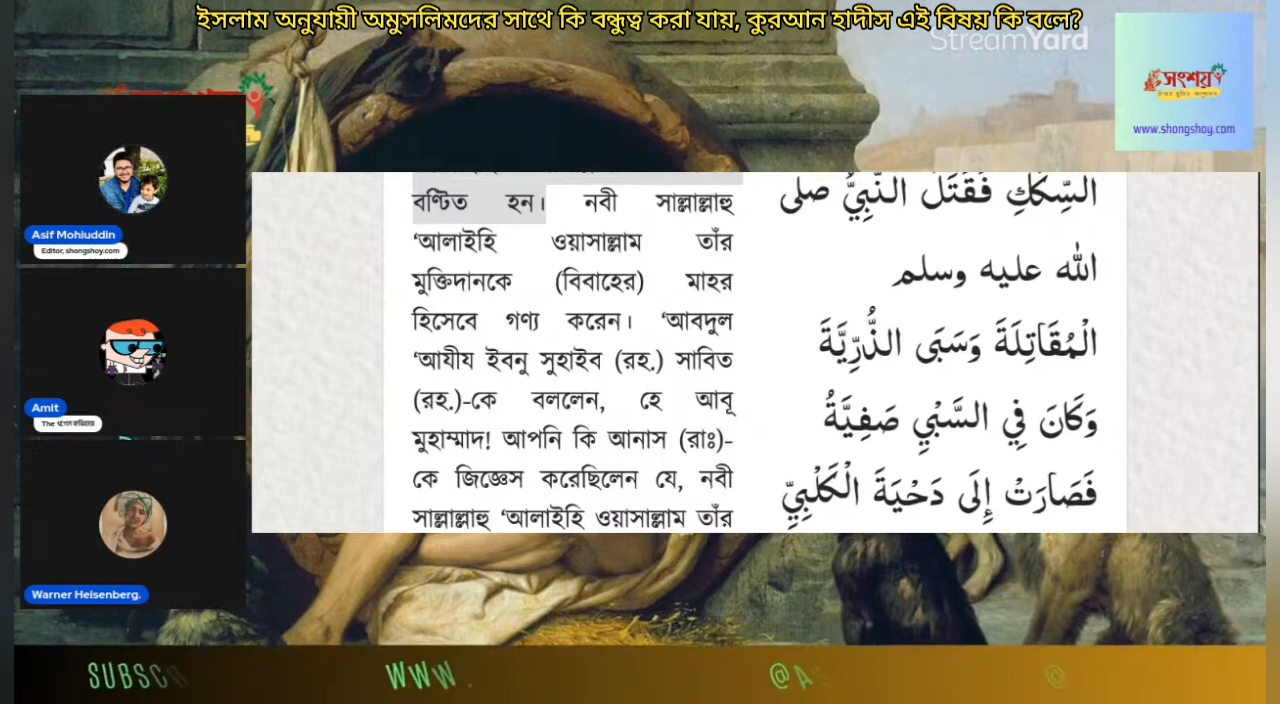 ইসলাম অনুযায়ী অমুসলিমদের সাথে কি বন্ধুত্ব করা যায়, কুরআন হাদীস এই বিষয় কি বলে?
StreamYard
সংশয়
www.shongshoy.com
Asif Mohiuddin
Editor, shongshoy.com
Amit
The
Warner Heisenberg.
বণ্টিত হন। নবী সাল্লাল্লাহু
‘আলাইহি ওয়াসাল্লাম তাঁর
মুক্তিদানকে (বিবাহের) মাহর
হিসেবে গণ্য করেন। ‘আবদুল
‘আযীয ইবনু সুহাইব (রহ.) সাবিত
(রহ.)-কে বললেন, হে আবূ
মুহাম্মাদ! আপনি কি আনাস (রাঃ)-
কে জিজ্ঞেস করেছিলেন যে, নবী
সাল্লাল্লাহু ‘আলাইহি ওয়াসাল্লাম তাঁর
السِّكَكِ فَقَتَلَ النَّبِيُّ صلى
الله عليه وسلم
الْمُقَاتِلَةَ وَسَبَى الذُّرِّيَّةَ
وَكَانَ فِي السَّبْيِ صَفِيَّةُ
فَصَارَتْ إِلَى دَحْيَةَ الْكَلْبِيِّ
SUBSC
WWW.
@A
@